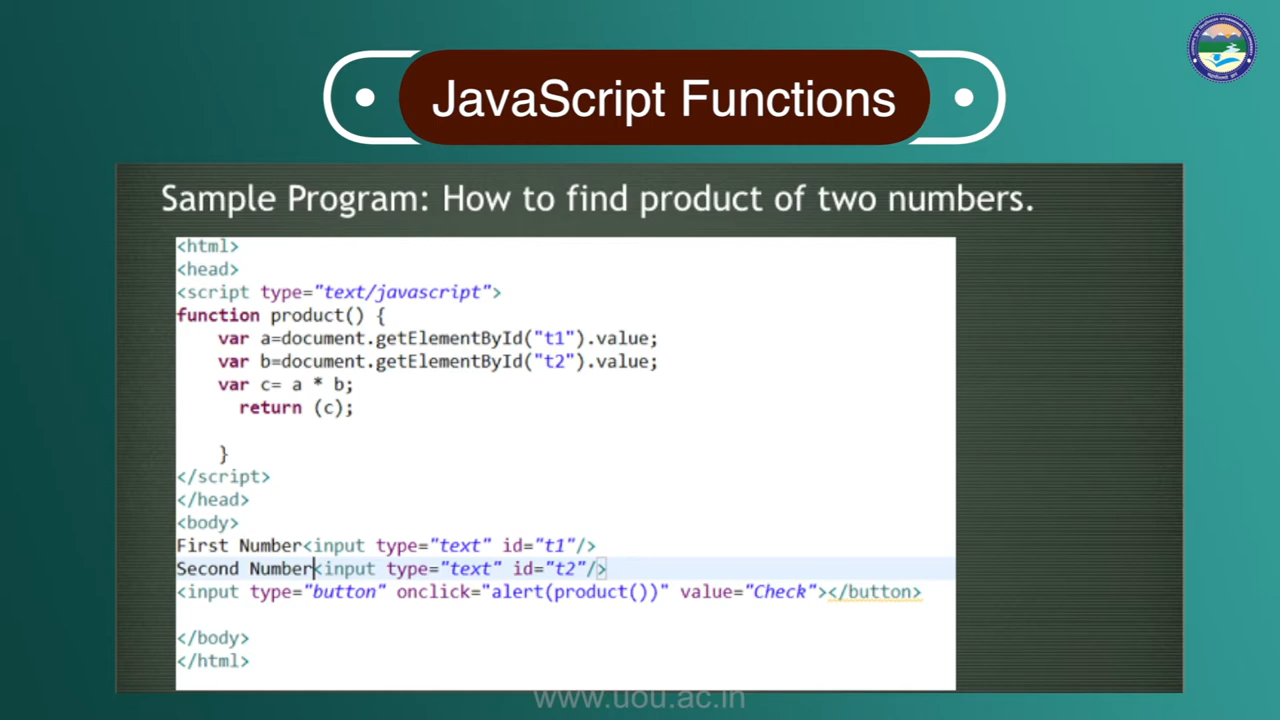 JavaScript Functions
Sample Program: How to find product of two numbers.
<html>
<head>
<script type="text/javascript">
function product() {
    var a=document.getElementById("t1").value;
    var b=document.getElementById("t2").value;
    var c= a * b;
      return (c);
    }
</script>
</head>
<body>
First Number<input type="text" id="t1"/>
Second Number<input type="text" id="t2"/>
<input type="button" onclick="alert(product())" value="Check"></button>
</body>
</html>
www.uou.ac.in